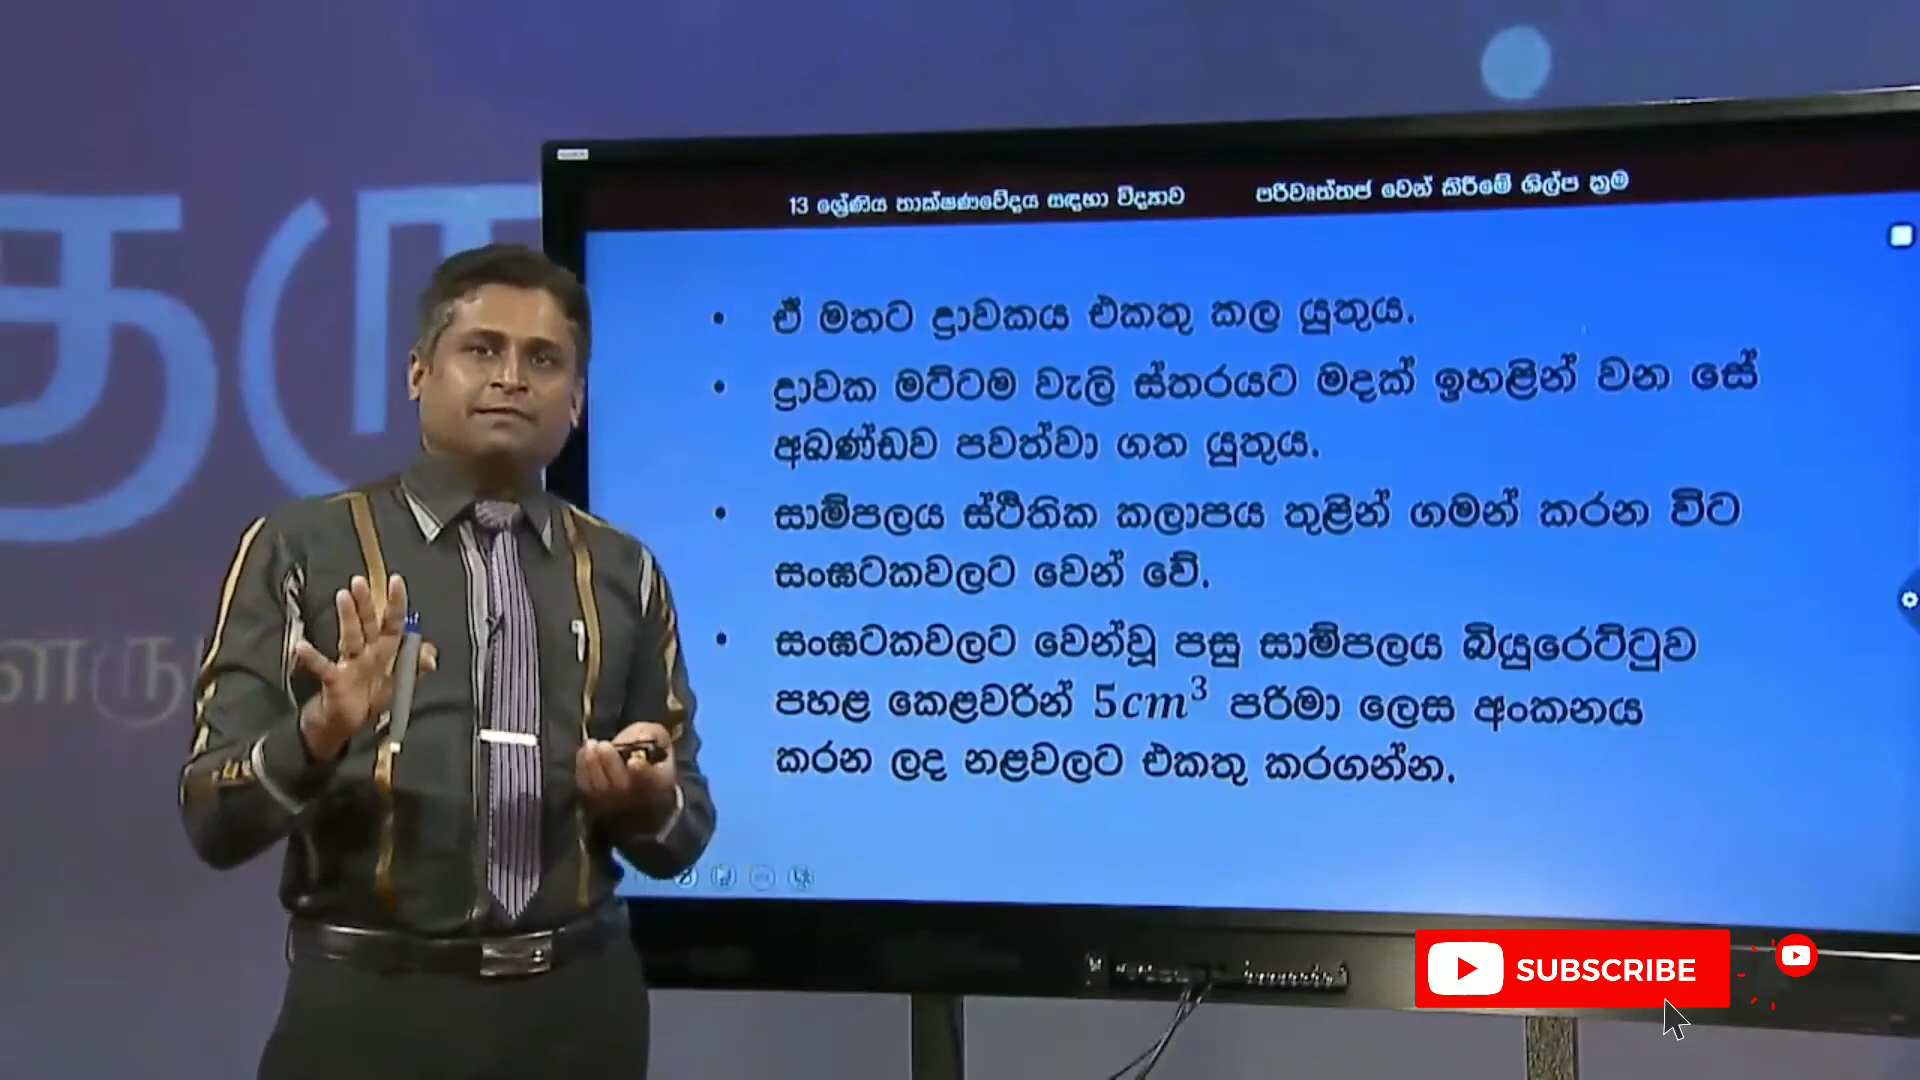 13 ශ්‍රේණිය තාක්ෂණවේදය සඳහා විද්‍යාව
පරිවෘත්තජ වෙන් කිරීමේ ශිල්ප ක්‍රම
• ඒ මතට ද්‍රාවකය එකතු කල යුතුය.
• ද්‍රාවක මට්ටම වැලි ස්තරයට මදක් ඉහළින් වන සේ
අඛණ්ඩව පවත්වා ගත යුතුය.
• සාම්පලය ස්ථිතික කලාපය තුළින් ගමන් කරන විට
සංඝටකවලට වෙන් වේ.
• සංඝටකවලට වෙන්වූ පසු සාම්පලය බියුරෙට්ටුව
පහළ කෙළවරින් 5cm³ පරිමා ලෙස අංකනය
කරන ලද නළවලට එකතු කරගන්න.
SUBSCRIBE